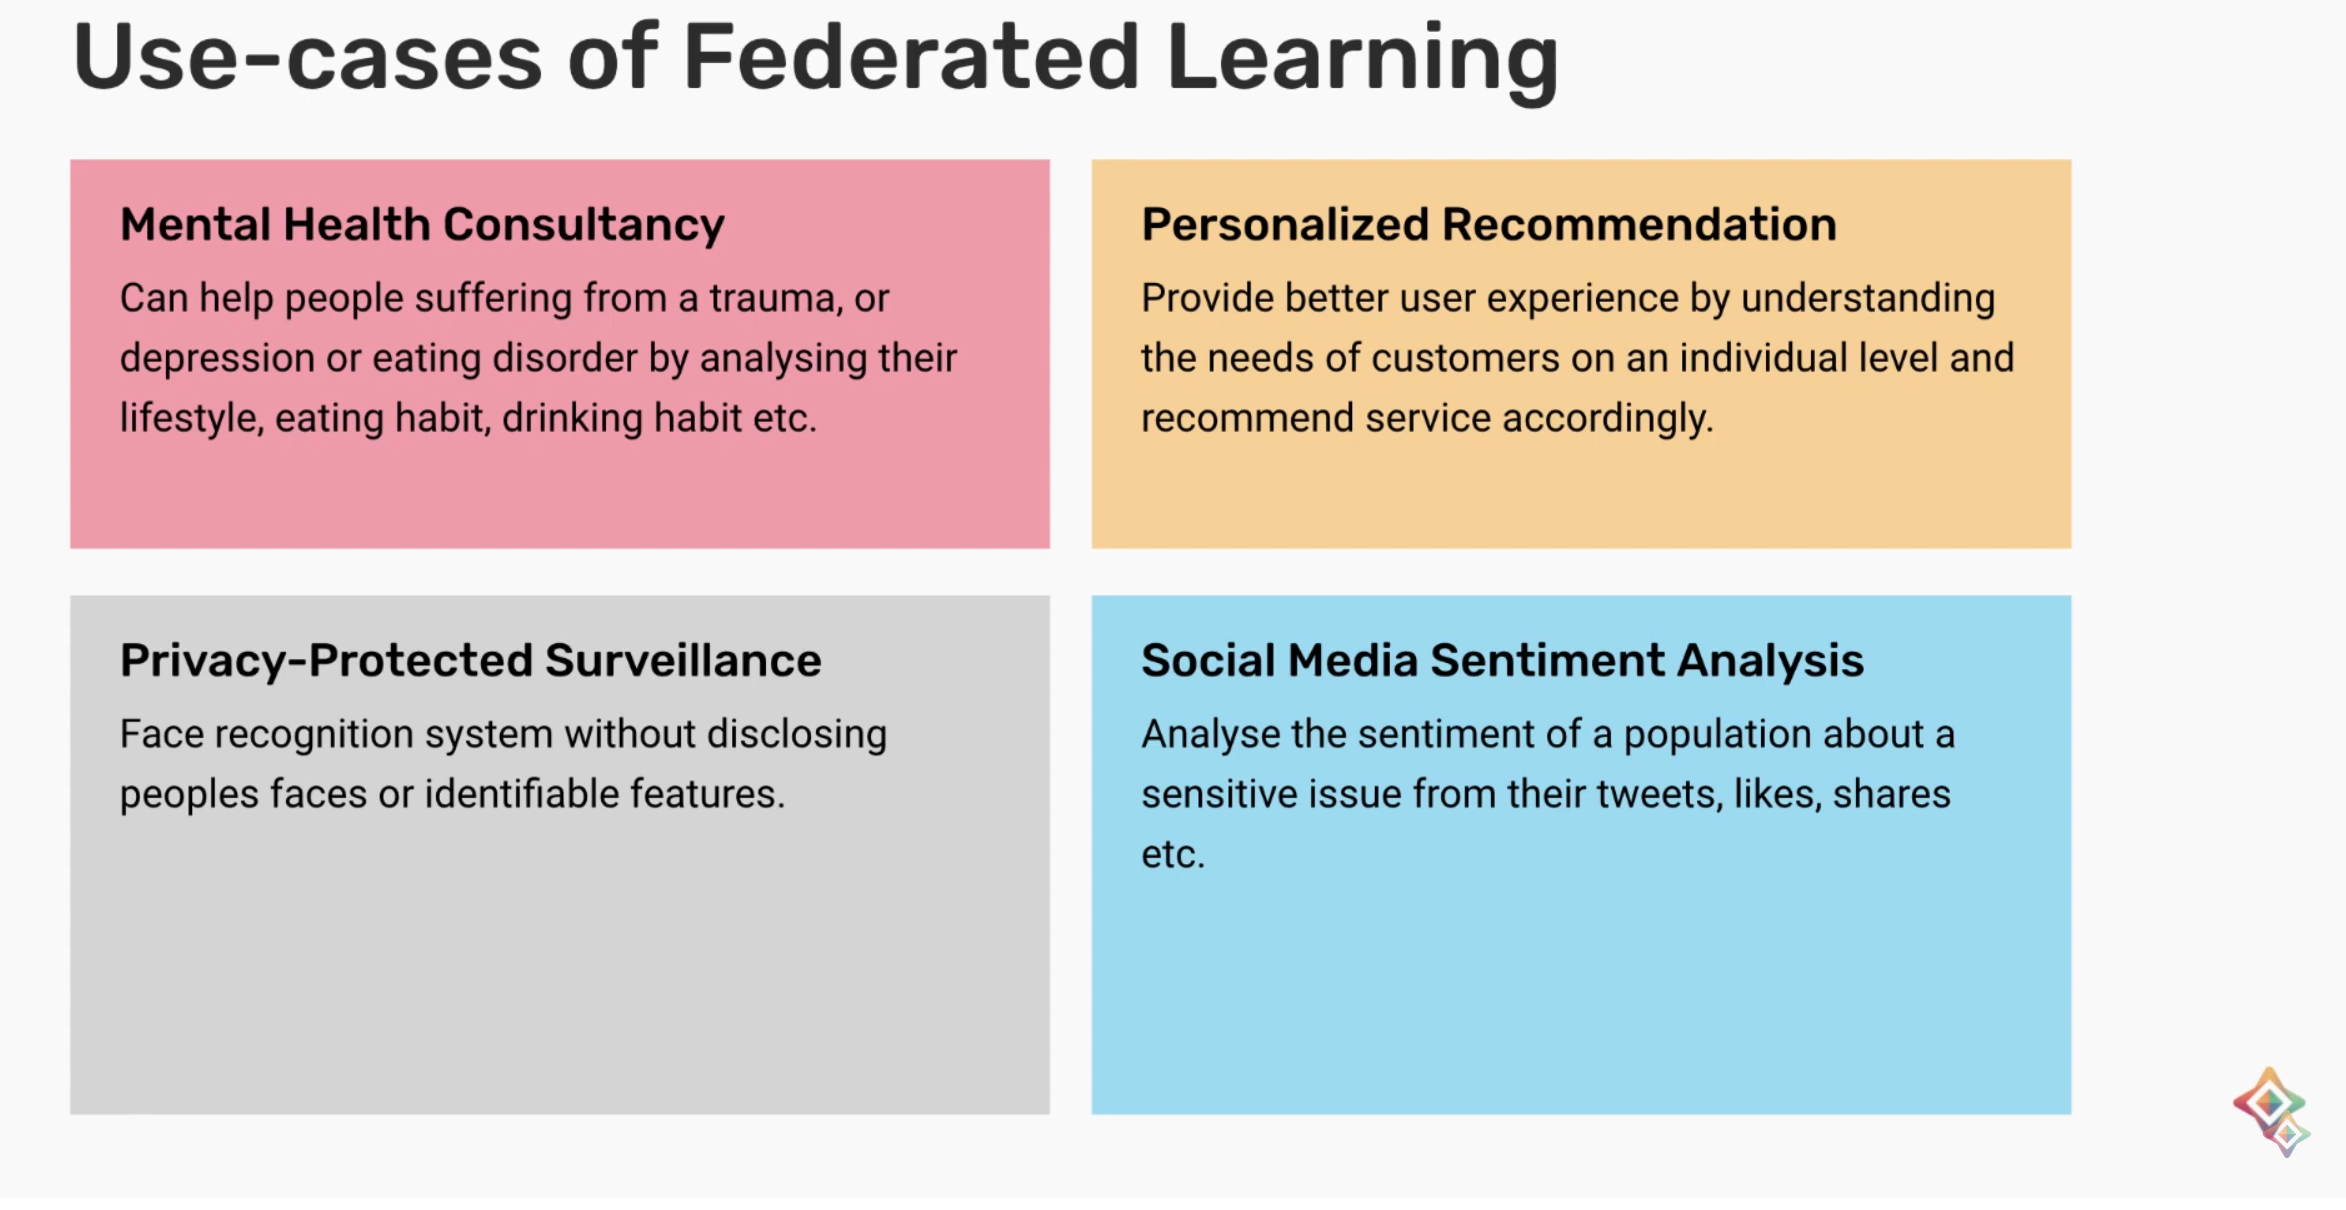 Use-cases of Federated Learning
Mental Health Consultancy
Can help people suffering from a trauma, or
depression or eating disorder by analysing their
lifestyle, eating habit, drinking habit etc.
Personalized Recommendation
Provide better user experience by understanding
the needs of customers on an individual level and
recommend service accordingly.
Privacy-Protected Surveillance
Face recognition system without disclosing
peoples faces or identifiable features.
Social Media Sentiment Analysis
Analyse the sentiment of a population about a
sensitive issue from their tweets, likes, shares
etc.